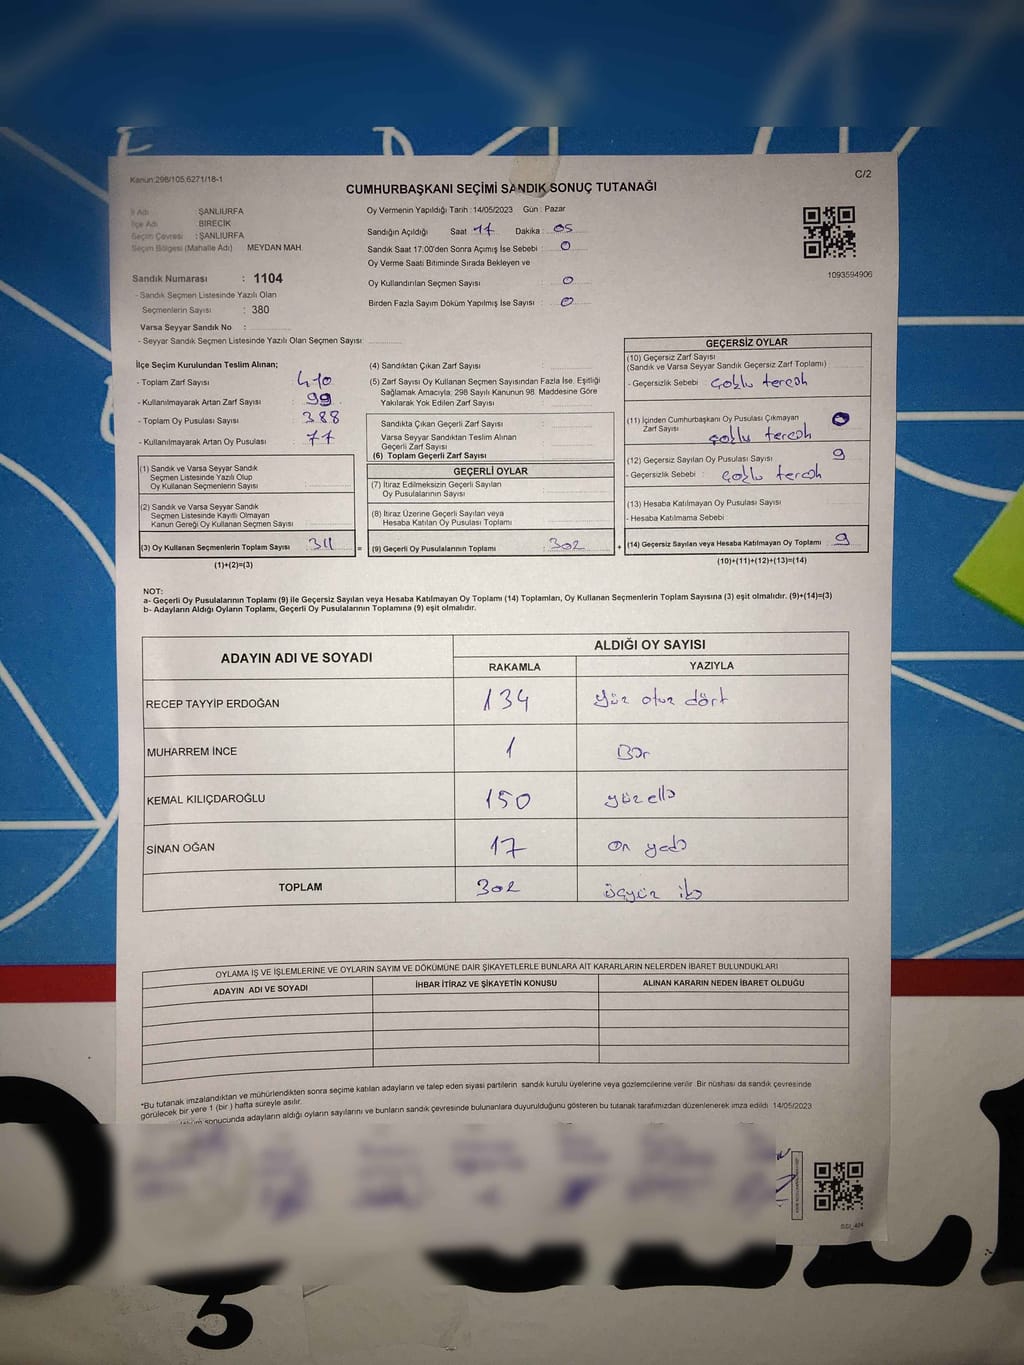 Kanun:298/105;6271/18-1
C/2
CUMHURBAŞKANI SEÇİMİ SANDIK SONUÇ TUTANAĞI
İl Adı : ŞANLIURFA
İlçe Adı : BİRECİK
Seçim Çevresi : ŞANLIURFA
Seçim Bölgesi (Mahalle Adı) MEYDAN MAH.
Sandık Numarası : 1104
- Sandık Seçmen Listesinde Yazılı Olan
Seçmenlerin Sayısı : 380
Varsa Seyyar Sandık No :
- Seyyar Sandık Seçmen Listesinde Yazılı Olan Seçmen Sayısı
Oy Vermenin Yapıldığı Tarih : 14/05/2023 Gün : Pazar
Sandığın Açıldığı Saat 17 Dakika : 05
Sandık Saat 17:00'den Sonra Açımış İse Sebebi : 0
Oy Verme Saati Bitiminde Sırada Bekleyen ve
Oy Kullandırılan Seçmen Sayısı : 0
Birden Fazla Sayım Döküm Yapılmış İse Sayısı : 0
1093594906
İlçe Seçim Kurulundan Teslim Alınan;
- Toplam Zarf Sayısı 410
- Kullanılmayarak Artan Zarf Sayısı : 99
- Toplam Oy Pusulası Sayısı : 388
- Kullanılmayarak Artan Oy Pusulası : 77
(1) Sandık ve Varsa Seyyar Sandık
Seçmen Listesinde Yazılı Olup
Oy Kullanan Seçmenlerin Sayısı
(2) Sandık ve Varsa Seyyar Sandık
Seçmen Listesinde Kayıtlı Olmayan
Kanun Gereği Oy Kullanan Seçmen Sayısı
(3) Oy Kullanan Seçmenlerin Toplam Sayısı 311
(1)+(2)=(3)
(4) Sandıktan Çıkan Zarf Sayısı
(5) Zarf Sayısı Oy Kullanan Seçmen Sayısından Fazla İse, Eşitliği
Sağlamak Amacıyla; 298 Sayılı Kanunun 98. Maddesine Göre
Yakılarak Yok Edilen Zarf Sayısı
Sandıkta Çıkan Geçerli Zarf Sayısı
Varsa Seyyar Sandıktan Teslim Alınan
Geçerli Zarf Sayısı
(6) Toplam Geçerli Zarf Sayısı
GEÇERLİ OYLAR
(7) İtiraz Edilmeksizin Geçerli Sayılan
Oy Pusulalarının Sayısı
(8) İtiraz Üzerine Geçerli Sayılan veya
Hesaba Katılan Oy Pusulası Toplamı
= (9) Geçerli Oy Pusulalarının Toplamı 302
GEÇERSİZ OYLAR
(10) Geçersiz Zarf Sayısı
(Sandık ve Varsa Seyyar Sandık Geçersiz Zarf Toplamı)
- Geçersizlik Sebebi : çoklu tercih
(11) İçinden Cumhurbaşkanı Oy Pusulası Çıkmayan
Zarf Sayısı
çoklu tercih
(12) Geçersiz Sayılan Oy Pusulası Sayısı 9
- Geçersizlik Sebebi : çoklu tercih
(13) Hesaba Katılmayan Oy Pusulası Sayısı
- Hesaba Katılmama Sebebi
+ (14) Geçersiz Sayılan veya Hesaba Katılmayan Oy Toplamı 9
(10)+(11)+(12)+(13)=(14)
NOT:
a- Geçerli Oy Pusulalarının Toplamı (9) ile Geçersiz Sayılan veya Hesaba Katılmayan Oy Toplamı (14) Toplamları, Oy Kullanan Seçmenlerin Toplam Sayısına (3) eşit olmalıdır. (9)+(14)=(3)
b- Adayların Aldığı Oyların Toplamı, Geçerli Oy Pusulalarının Toplamına (9) eşit olmalıdır.
ADAYIN ADI VE SOYADI
ALDIĞI OY SAYISI
RAKAMLA YAZIYLA
RECEP TAYYİP ERDOĞAN 134 yüz otuz dört
MUHARREM İNCE 1 Bir
KEMAL KILIÇDAROĞLU 150 yüzelli
SİNAN OĞAN 17 on yedi
TOPLAM 302 üçyüz iki
OYLAMA İŞ VE İŞLEMLERİNE VE OYLARIN SAYIM VE DÖKÜMÜNE DAİR ŞİKAYETLERLE BUNLARA AİT KARARLARIN NELERDEN İBARET BULUNDUKLARI
ADAYIN ADI VE SOYADI İHBAR İTİRAZ VE ŞİKAYETİN KONUSU ALINAN KARARIN NEDEN İBARET OLDUĞU
*Bu tutanak imzalandıktan ve mühürlendikten sonra seçime katılan adayların ve talep eden siyasi partilerin sandık kurulu üyelerine veya gözlemcilerine verilir. Bir nüshası da sandık çevresinde
görülecek bir yere 1 (bir ) hafta süreyle asılır.
sonucunda adayların aldığı oyların sayılarını ve bunların sandık çevresinde bulunanlara duyurulduğunu gösteren bu tutanak tarafımızdan düzenlenerek imza edildi 14/05/2023
5